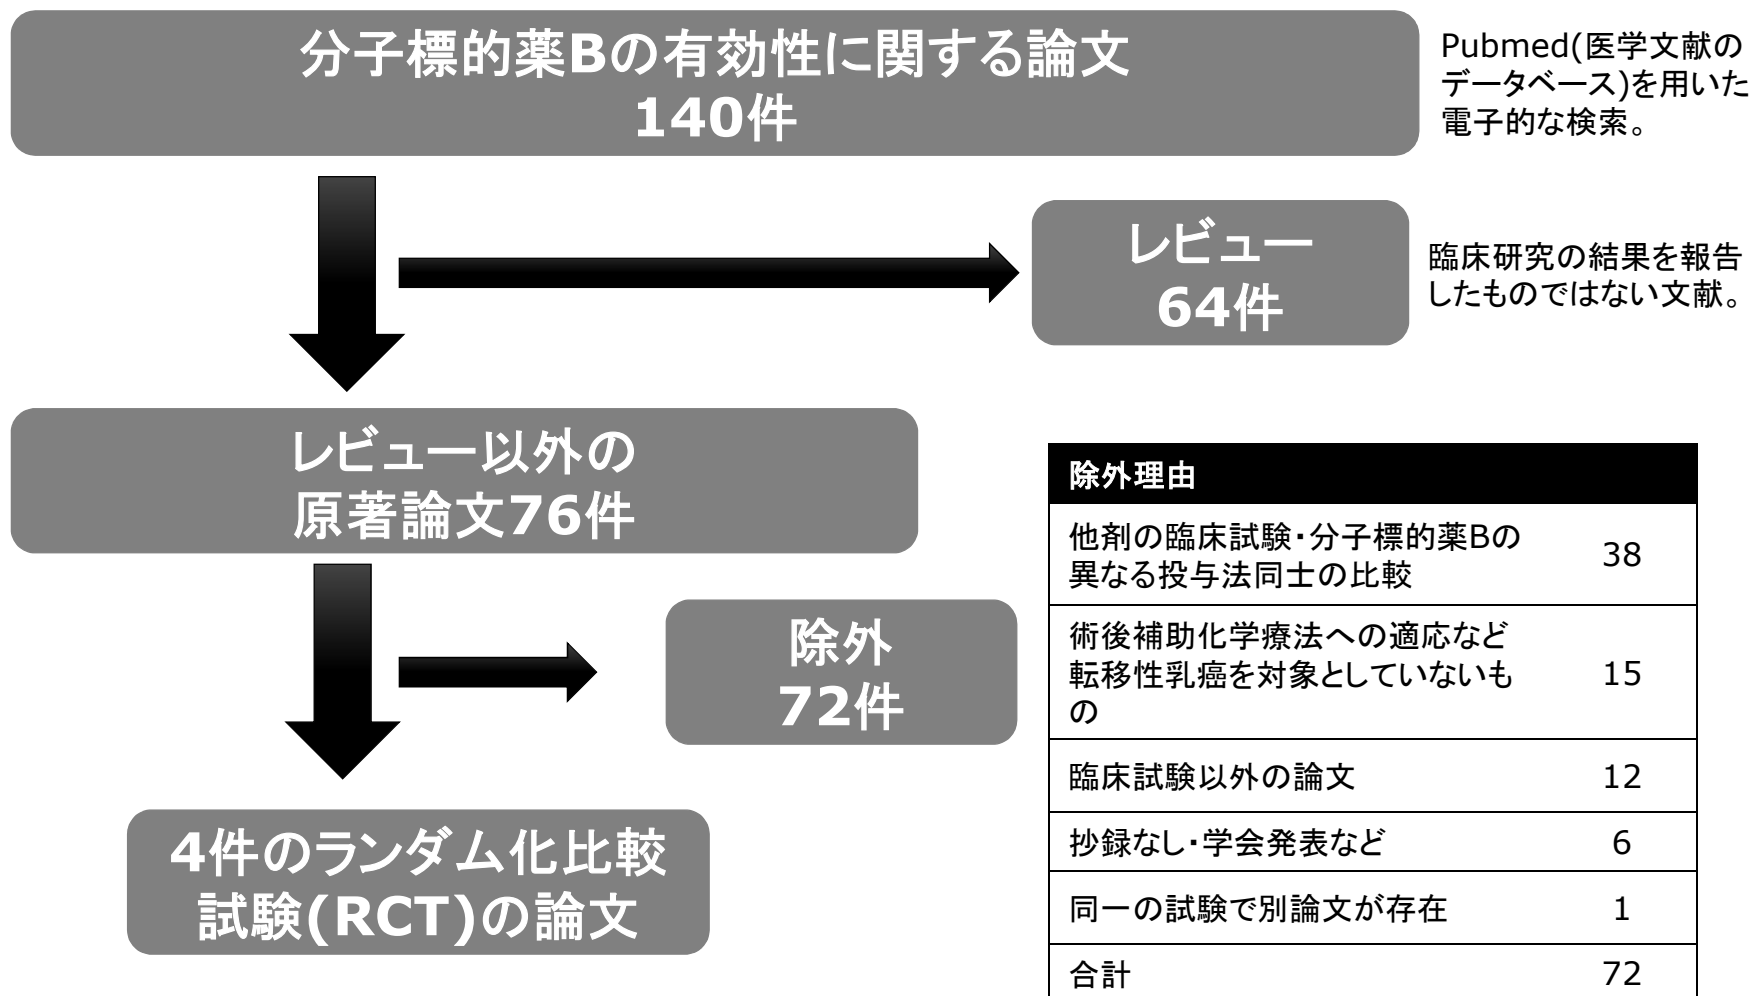 分子標的薬Bの有効性に関する論文
140件
Pubmed(医学文献の
データベース)を用いた
電子的な検索。
レビュー
64件
臨床研究の結果を報告
したものではない文献。
レビュー以外の
原著論文76件
除外
72件
4件のランダム化比較
試験(RCT)の論文
除外理由
他剤の臨床試験・分子標的薬Bの
異なる投与法同士の比較 38
術後補助化学療法への適応など
転移性乳癌を対象としていないも
の 15
臨床試験以外の論文 12
抄録なし・学会発表など 6
同一の試験で別論文が存在 1
合計 72